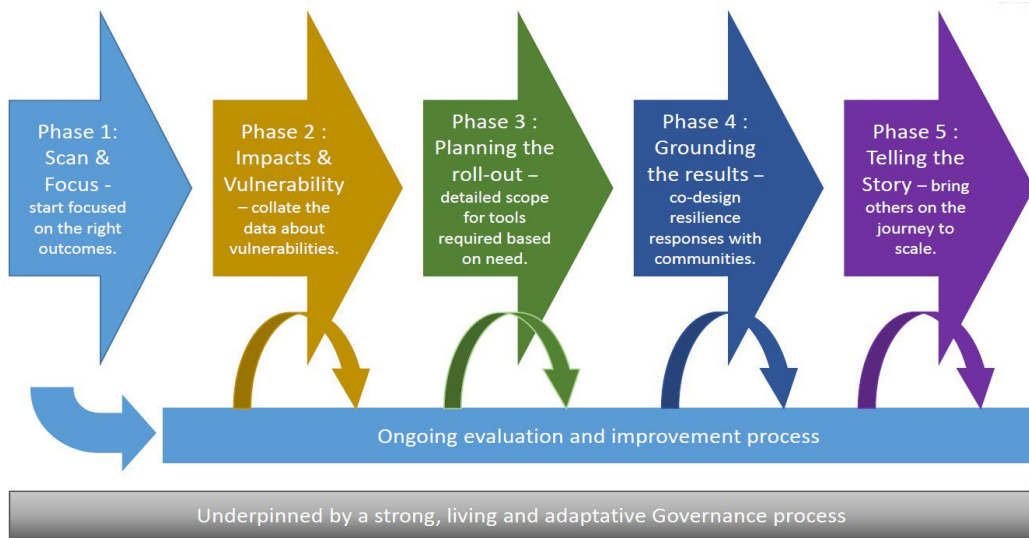 Phase 1:
Scan &
Focus -
start focused
on the right
outcomes.
Phase 2 :
Impacts &
Vulnerability
– collate the
data about
vulnerabilities.
Phase 3 :
Planning the
roll-out –
detailed scope
for tools
required based
on need.
Phase 4 :
Grounding
the results –
co-design
resilience
responses with
communities.
Phase 5 :
Telling the
Story – bring
others on the
journey to
scale.
Ongoing evaluation and improvement process
Underpinned by a strong, living and adaptative Governance process